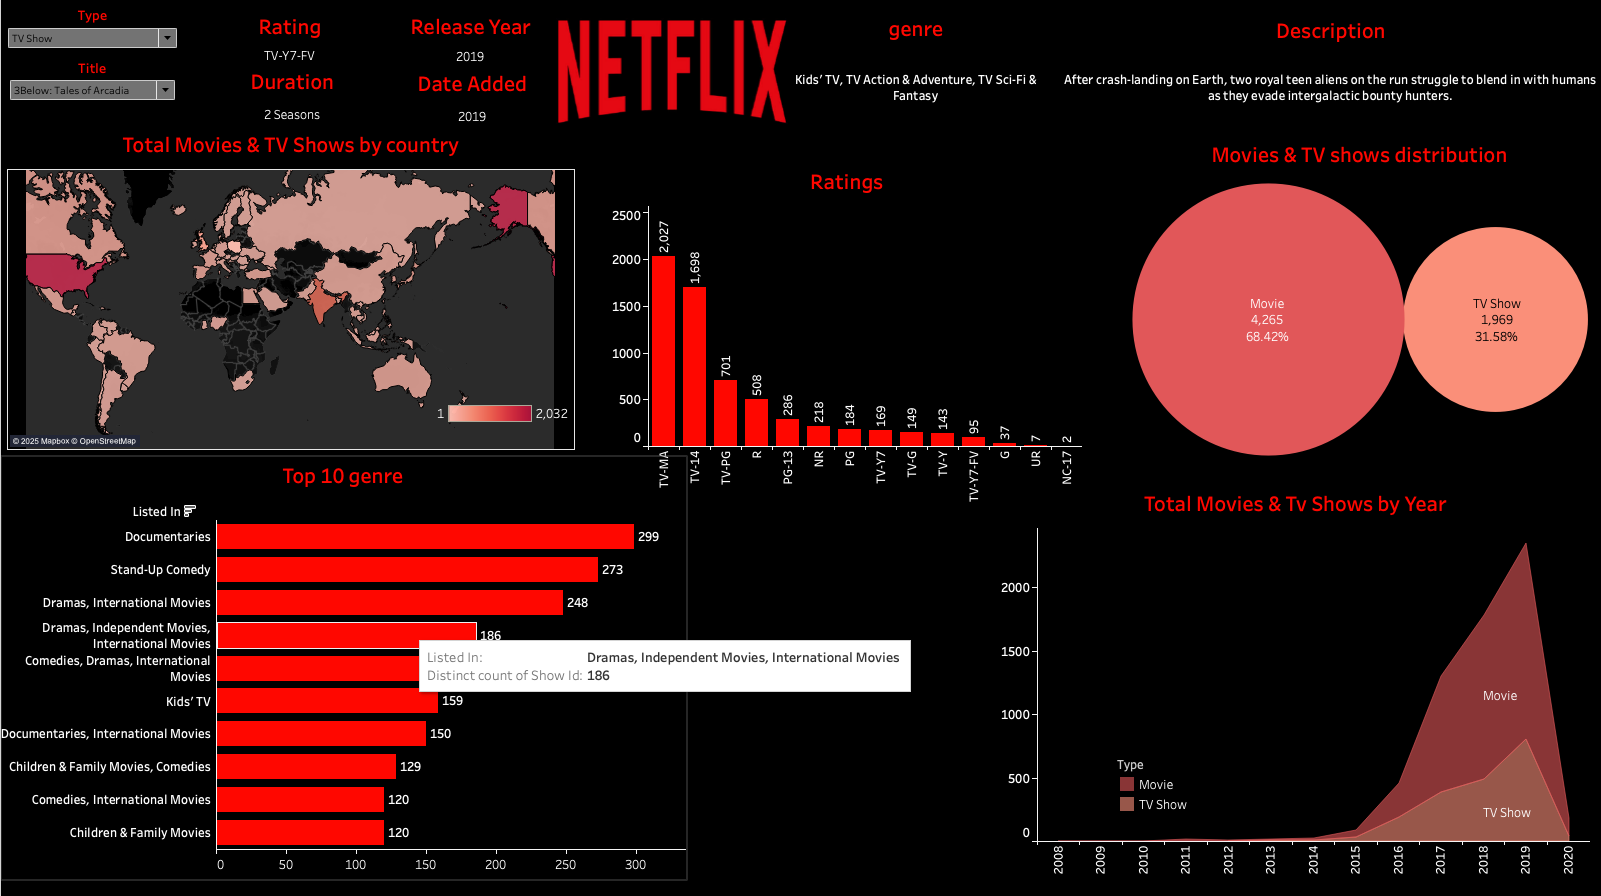 Type
TV Show
Title
3Below: Tales of Arcadia
Rating
TV-Y7-FV
Duration
2 Seasons
Release Year
2019
Date Added
2019
NETFLIX
genre
Kids' TV, TV Action & Adventure, TV Sci-Fi &
Fantasy
Description
After crash-landing on Earth, two royal teen aliens on the run struggle to blend in with humans
as they evade intergalactic bounty hunters.
Total Movies & TV Shows by country
1
2,032
© 2025 Mapbox © OpenStreetMap
Ratings
2500
2000
1500
1000
500
0
2,027
1,698
701
508
286
218
184
169
149
143
95
37
7
2
TV-MA
TV-14
TV-PG
R
PG-13
NR
PG
TV-Y7
TV-G
TV-Y
TV-Y7-FV
G
UR
NC-17
Movies & TV shows distribution
Movie
4,265
68.42%
TV Show
1,969
31.58%
Top 10 genre
Listed In
Documentaries
299
Stand-Up Comedy
273
Dramas, International Movies
248
Dramas, Independent Movies,
International Movies
186
Comedies, Dramas, International
Movies
Kids' TV
159
Documentaries, International Movies
150
Children & Family Movies, Comedies
129
Comedies, International Movies
120
Children & Family Movies
120
0
50
100
150
200
250
300
Listed In: Dramas, Independent Movies, International Movies
Distinct count of Show Id: 186
Total Movies & Tv Shows by Year
2000
1500
1000
500
0
Movie
TV Show
Type
Movie
TV Show
2008
2009
2010
2011
2012
2013
2014
2015
2016
2017
2018
2019
2020